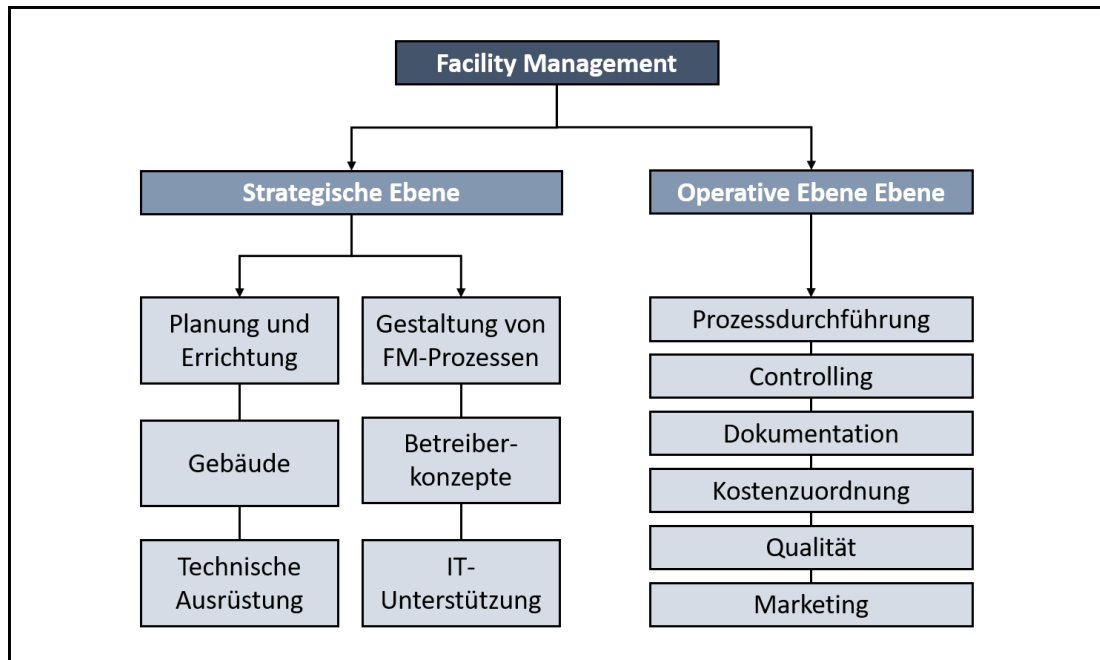 Facility Management
Strategische Ebene
Operative Ebene Ebene
Planung und
Errichtung
Gebäude
Technische
Ausrüstung
Gestaltung von
FM-Prozessen
Betreiber-
konzepte
IT-
Unterstützung
Prozessdurchführung
Controlling
Dokumentation
Kostenzuordnung
Qualität
Marketing